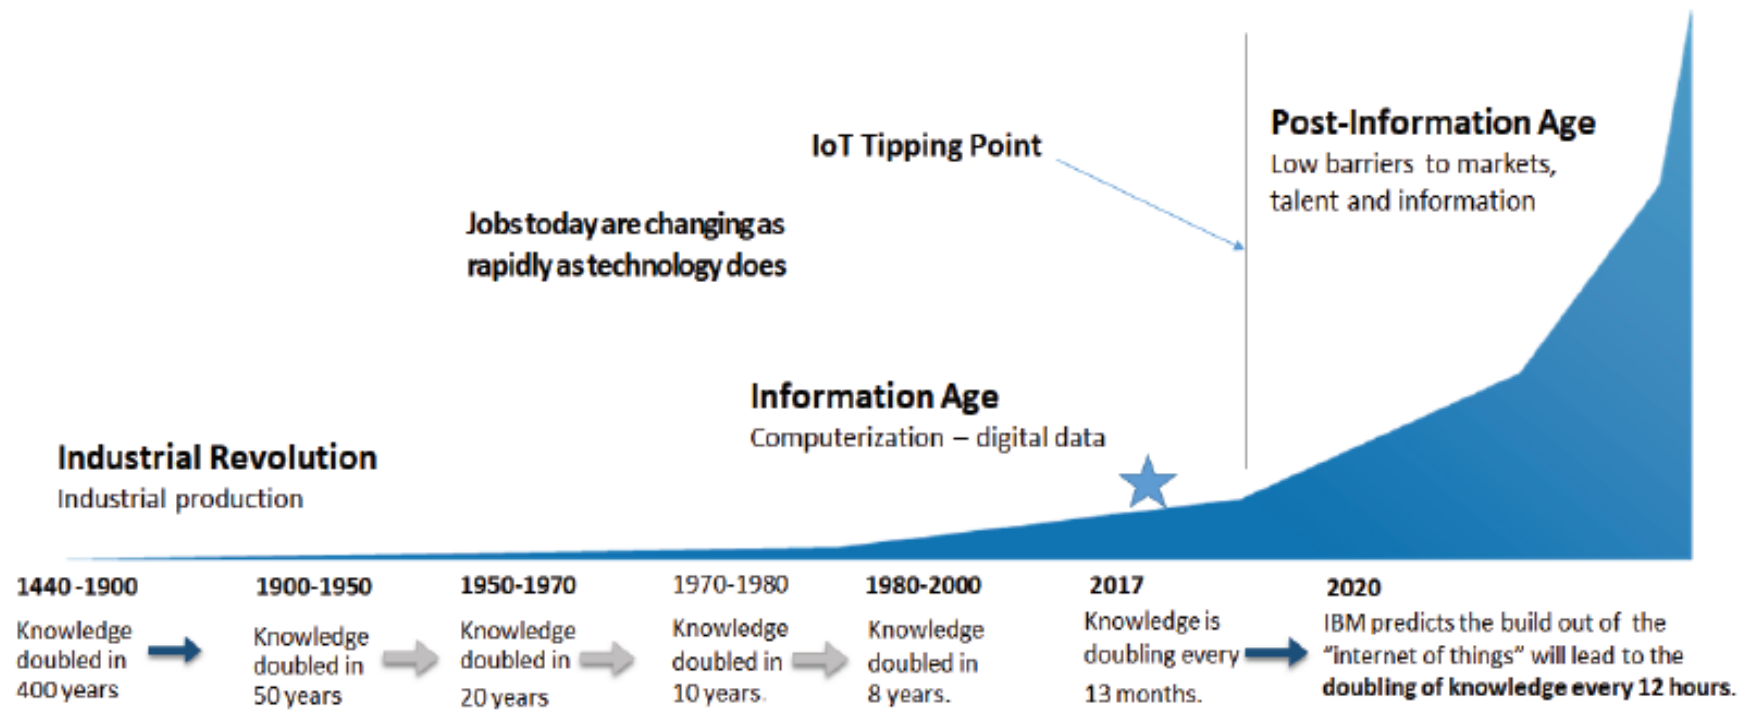 Post-Information Age
Low barriers to markets,
talent and information
IoT Tipping Point
Jobs today are changing as
rapidly as technology does
Information Age
Computerization – digital data
Industrial Revolution
Industrial production
1440 -1900
Knowledge
doubled in
400 years
1900-1950
Knowledge
doubled in
50 years
1950-1970
Knowledge
doubled in
20 years
1970-1980
Knowledge
doubled in
10 years.
1980-2000
Knowledge
doubled in
8 years.
2017
Knowledge is
doubling every
13 months.
2020
IBM predicts the build out of the
“internet of things” will lead to the
doubling of knowledge every 12 hours.